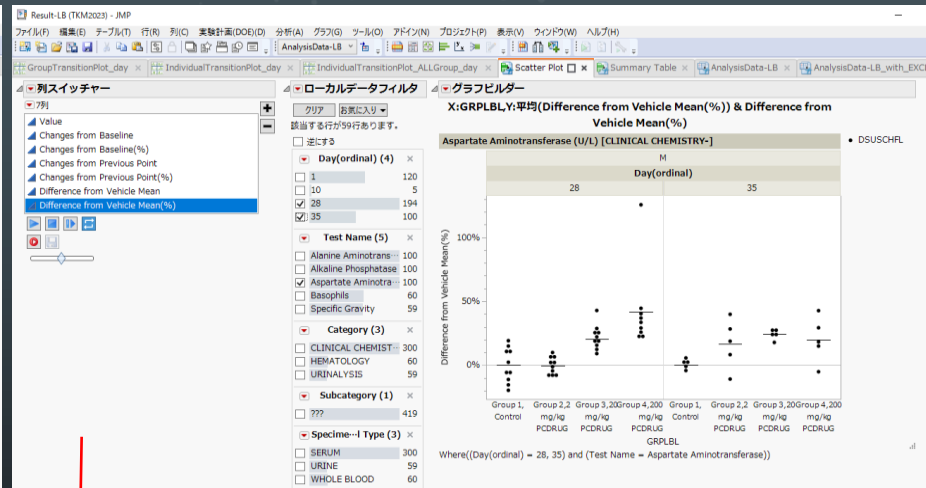 Result-LB (TKM2023) - JMP
ファイル(F) 編集(E) テーブル(T) 行(R) 列(C) 実験計画(DOE)(D) 分析(A) グラフ(G) ツール(O) アドイン(N) プロジェクト(P) 表示(V) ウィンドウ(W) ヘルプ(H)
AnalysisData-LB
GroupTransitionPlot_day IndividualTransitionPlot_day IndividualTransitionPlot_ALLGroup_day Scatter Plot Summary Table AnalysisData-LB AnalysisData-LB_with_EXCI
列スイッチャー
7列
Value
Changes from Baseline
Changes from Baseline(%)
Changes from Previous Point
Changes from Previous Point(%)
Difference from Vehicle Mean
Difference from Vehicle Mean(%)
ローカルデータフィルタ
クリア お気に入り
該当する行が59行あります。
逆にする
Day(ordinal) (4)
1 120
10 5
28 194
35 100
Test Name (5)
Alanine Aminotrans··· 100
Alkaline Phosphatase 100
Aspartate Aminotra··· 100
Basophils 60
Specific Gravity 59
Category (3)
CLINICAL CHEMIST··· 300
HEMATOLOGY 60
URINALYSIS 59
Subcategory (1)
??? 419
Specime···l Type (3)
SERUM 300
URINE 59
WHOLE BLOOD 60
グラフビルダー
X:GRPLBL,Y:平均(Difference from Vehicle Mean(%)) & Difference from
Vehicle Mean(%)
Aspartate Aminotransferase (U/L) [CLINICAL CHEMISTRY-]
M
Day(ordinal)
28 35
DSUSCHFL
Difference from Vehicle Mean(%)
100%
50%
0%
Group 1, Group 2,2 Group 3,20 Group 4,200 Group 1, Group 2,2 Group 3,20 Group 4,200
Control mg/kg mg/kg mg/kg Control mg/kg mg/kg mg/kg
PCDRUG PCDRUG PCDRUG PCDRUG PCDRUG PCDRUG
GRPLBL
Where((Day(ordinal) = 28, 35) and (Test Name = Aspartate Aminotransferase))